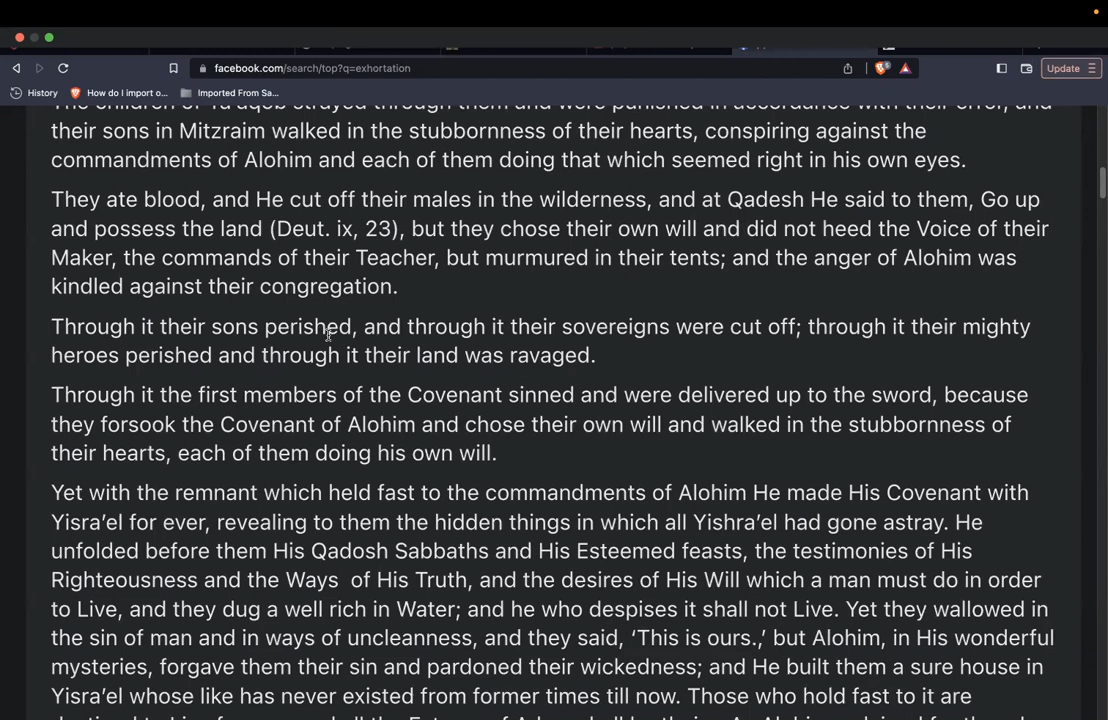 facebook.com/search/top?q=exhortation
Update
History
How do I import o...
Imported From Sa...
their sons in Mitzraim walked in the stubbornness of their hearts, conspiring against the
commandments of Alohim and each of them doing that which seemed right in his own eyes.
They ate blood, and He cut off their males in the wilderness, and at Qadesh He said to them, Go up
and possess the land (Deut. ix, 23), but they chose their own will and did not heed the Voice of their
Maker, the commands of their Teacher, but murmured in their tents; and the anger of Alohim was
kindled against their congregation.
Through it their sons perished, and through it their sovereigns were cut off; through it their mighty
heroes perished and through it their land was ravaged.
Through it the first members of the Covenant sinned and were delivered up to the sword, because
they forsook the Covenant of Alohim and chose their own will and walked in the stubbornness of
their hearts, each of them doing his own will.
Yet with the remnant which held fast to the commandments of Alohim He made His Covenant with
Yisra’el for ever, revealing to them the hidden things in which all Yishra’el had gone astray. He
unfolded before them His Qadosh Sabbaths and His Esteemed feasts, the testimonies of His
Righteousness and the Ways  of His Truth, and the desires of His Will which a man must do in order
to Live, and they dug a well rich in Water; and he who despises it shall not Live. Yet they wallowed in
the sin of man and in ways of uncleanness, and they said, ‘This is ours.,’ but Alohim, in His wonderful
mysteries, forgave them their sin and pardoned their wickedness; and He built them a sure house in
Yisra’el whose like has never existed from former times till now. Those who hold fast to it are